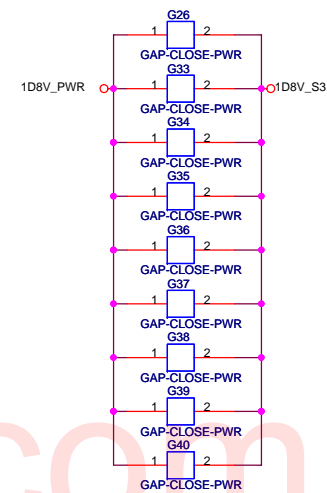 G26
1 2
GAP-CLOSE-PWR
1D8V_PWR
G33
1D8V_S3
1 2
GAP-CLOSE-PWR
G34
1 2
GAP-CLOSE-PWR
G35
1 2
GAP-CLOSE-PWR
G36
1 2
GAP-CLOSE-PWR
G37
1 2
GAP-CLOSE-PWR
G38
1 2
GAP-CLOSE-PWR
G39
1 2
GAP-CLOSE-PWR
G40
1 2
GAP-CLOSE-PWR
com